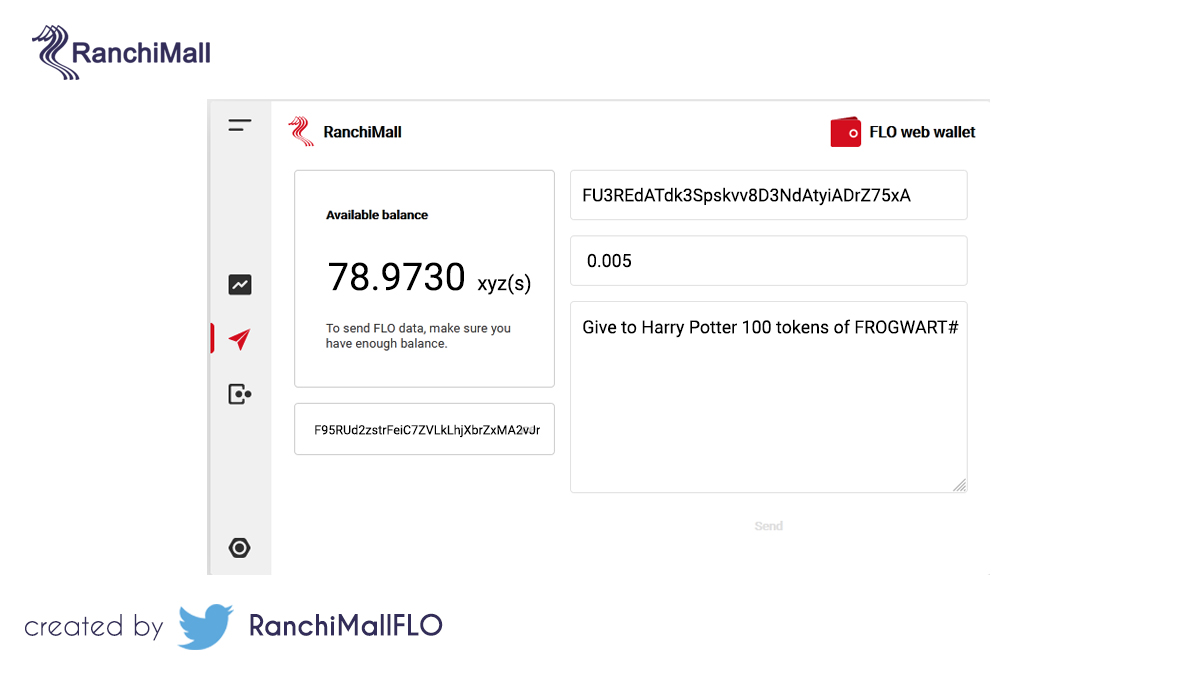 RanchiMall
RanchiMall
FLO web wallet
Available balance
78.9730 xyz(s)
To send FLO data, make sure you
have enough balance.
F95RUd2zstrFeiC7ZVLkLhjXbrZxMA2vJr
FU3REdATdk3Spskvv8D3NdAtyiADrZ75xA
0.005
Give to Harry Potter 100 tokens of FROGWART#
Send
created by RanchiMallFLO